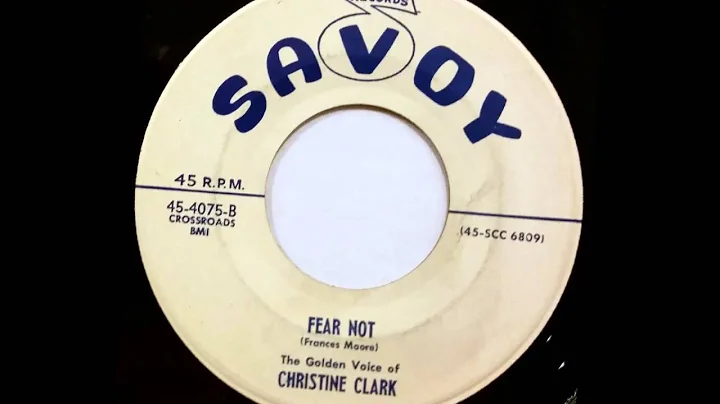 RECORDS
SAVOY
45 R.P.M.
45-4075-B
CROSSROADS
BMI
(45-SCC 6809)
FEAR NOT
(Frances Moore)
The Golden Voice of
CHRISTINE CLARK